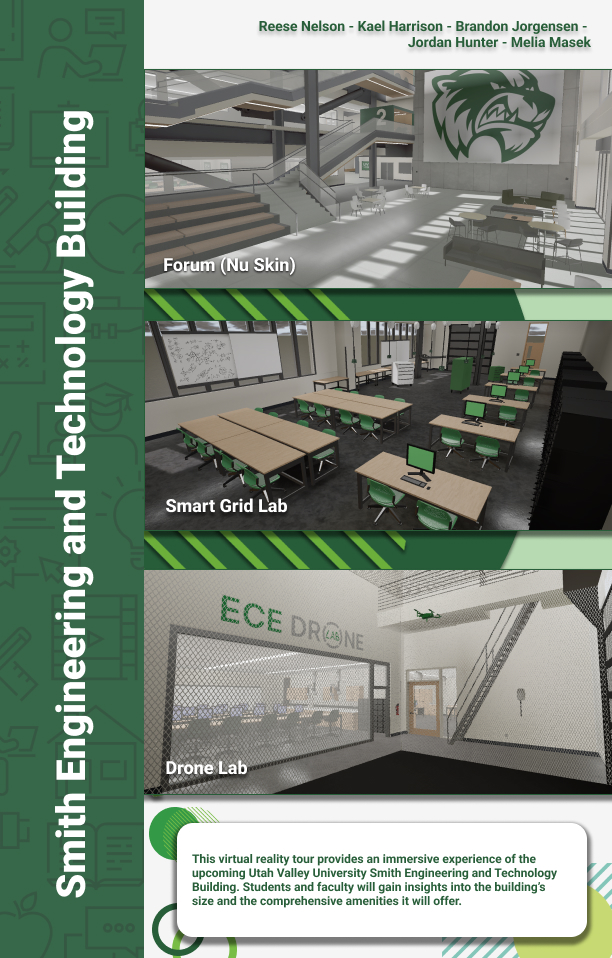 Reese Nelson - Kael Harrison - Brandon Jorgensen -
Jordan Hunter - Melia Masek
Smith Engineering and Technology Building
2
Forum (Nu Skin)
Smart Grid Lab
ECE DRONE
LAB
Drone Lab
This virtual reality tour provides an immersive experience of the
upcoming Utah Valley University Smith Engineering and Technology
Building. Students and faculty will gain insights into the building’s
size and the comprehensive amenities it will offer.